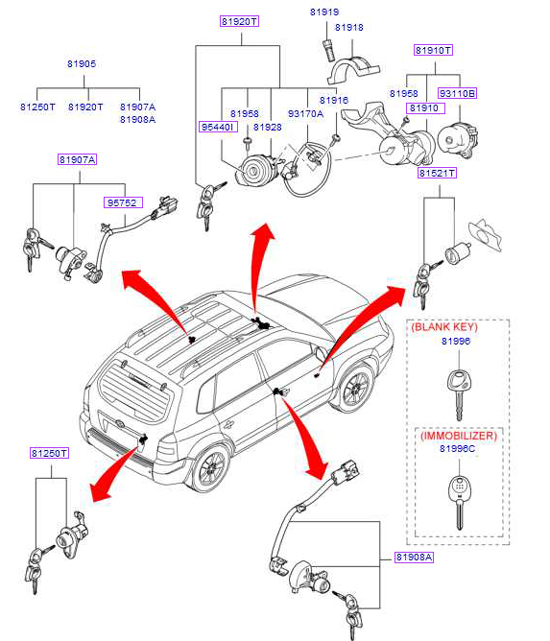 81919
81920T
81918
81910T
81905
81958
93110B
81916
81910
81250T
81920T
81907A
81958
93170A
81908A
95440I
81928
81907A
81521T
95752
(BLANK KEY)
81996
(IMMOBILIZER)
81996C
81250T
81908A